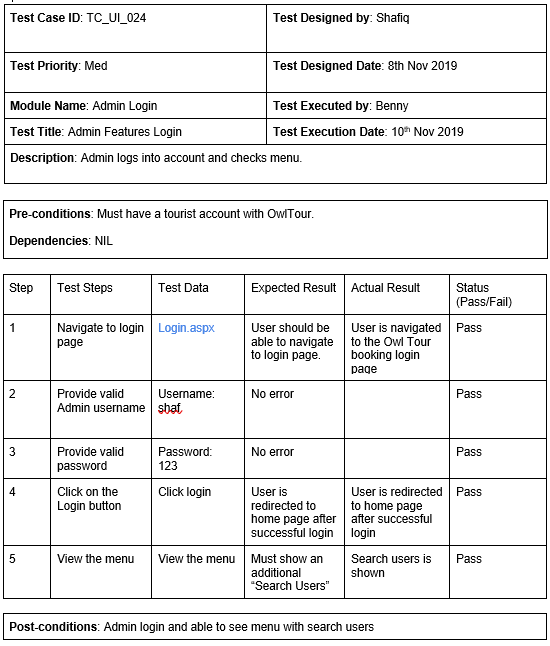 Test Case ID: TC_UI_024
Test Designed by: Shafiq
Test Priority: Med
Test Designed Date: 8th Nov 2019
Module Name: Admin Login
Test Executed by: Benny
Test Title: Admin Features Login
Test Execution Date: 10th Nov 2019
Description: Admin logs into account and checks menu.
Pre-conditions: Must have a tourist account with OwlTour.
Dependencies: NIL
Step
Test Steps
Test Data
Expected Result
Actual Result
Status
(Pass/Fail)
1
Navigate to login
page
Login.aspx
User should be
able to navigate
to login page.
User is navigated
to the Owl Tour
booking login
page
Pass
2
Provide valid
Admin username
Username:
shaf
No error
Pass
3
Provide valid
password
Password:
123
No error
Pass
4
Click on the
Login button
Click login
User is
redirected to
home page after
successful login
User is redirected
to home page
after successful
login
Pass
5
View the menu
View the menu
Must show an
additional
“Search Users”
Search users is
shown
Pass
Post-conditions: Admin login and able to see menu with search users